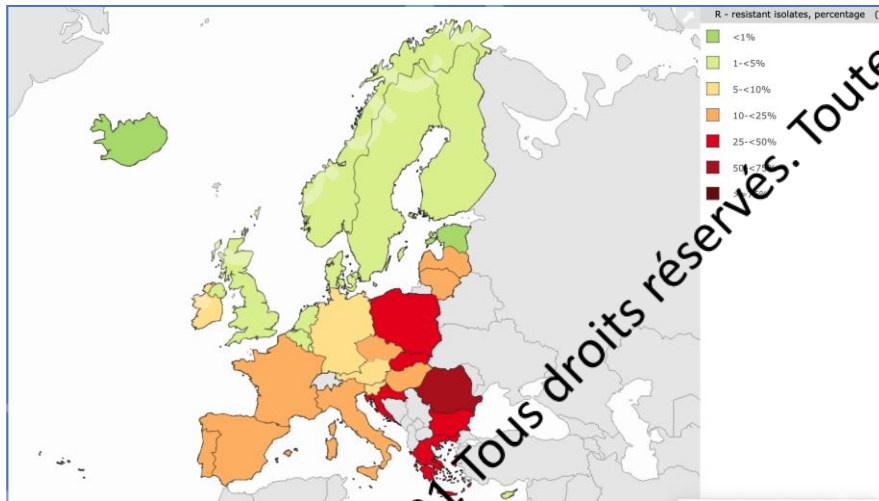 R - resistant isolates, percentage (
<1%
1-<5%
5-<10%
10-<25%
25-<50%
Tous droits réservés. Toute